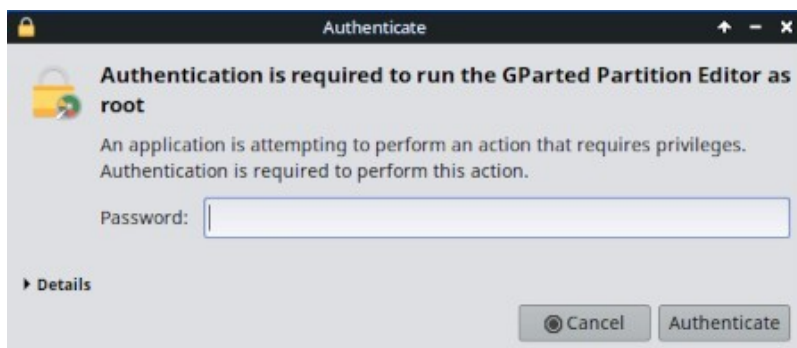 Authenticate
Authentication is required to run the GParted Partition Editor as
root
An application is attempting to perform an action that requires privileges.
Authentication is required to perform this action.
Password:
Details
Cancel
Authenticate